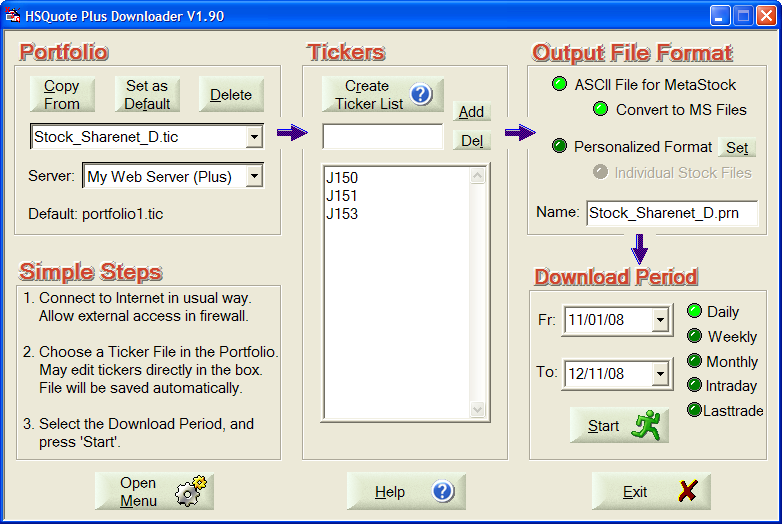 HSQuote Plus Downloader V1.90
Portfolio
Copy
From
Set as
Default
Delete
Stock_Sharenet_D.tic
Server:
My Web Server (Plus)
Default: portfolio1.tic
Simple Steps
1. Connect to Internet in usual way.
Allow external access in firewall.
2. Choose a Ticker File in the Portfolio.
May edit tickers directly in the box.
File will be saved automatically.
3. Select the Download Period, and
press 'Start'.
Open
Menu
Tickers
Create
Ticker List
?
Add
Del
J150
J151
J153
Help
?
Output File Format
ASCII File for MetaStock
Convert to MS Files
Personalized Format
Set
Individual Stock Files
Name:
Stock_Sharenet_D.prn
Download Period
Fr:
11/01/08
To:
12/11/08
Daily
Weekly
Monthly
Intraday
Lasttrade
Start
Exit